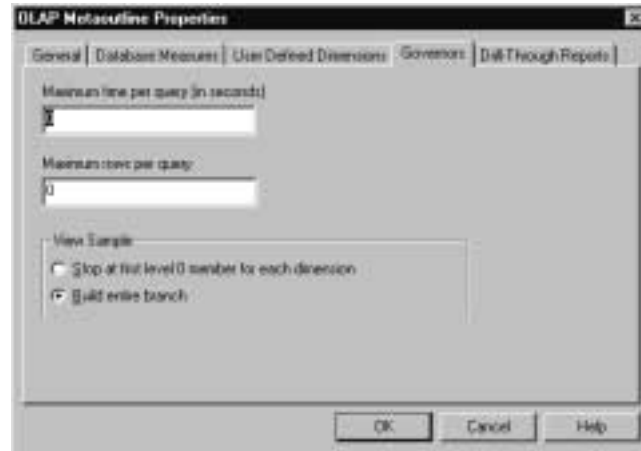 OLAP Metaoutline Properties
General Database Measures User Defined Dimensions Governors Drill-Through Reports
Maximum time per query (in seconds)
0
Maximum rows per query
0
View Sample
Stop at first level 0 member for each dimension
Build entire branch
OK Cancel Help